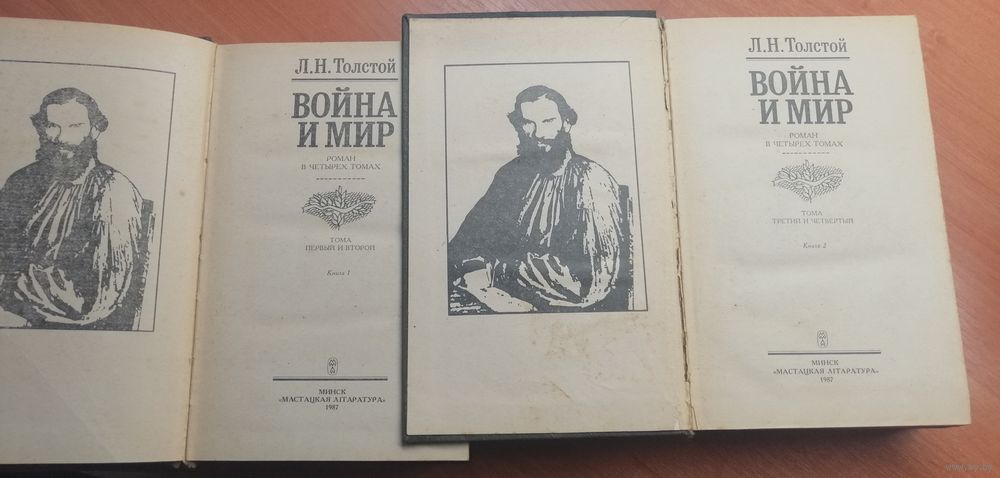 Л.Н. Толстой
ВОЙНА
И МИР
РОМАН
В ЧЕТЫРЕХ ТОМАХ
ТОМА
ПЕРВЫЙ И ВТОРОЙ
Книга 1
МИНСК
«МАСТАЦКАЯ ЛІТАРАТУРА»
1987
Л.Н. Толстой
ВОЙНА
И МИР
РОМАН
В ЧЕТЫРЕХ ТОМАХ
ТОМА
ТРЕТИЙ И ЧЕТВЕРТЫЙ
Книга 2
МИНСК
«МАСТАЦКАЯ ЛІТАРАТУРА»
1987